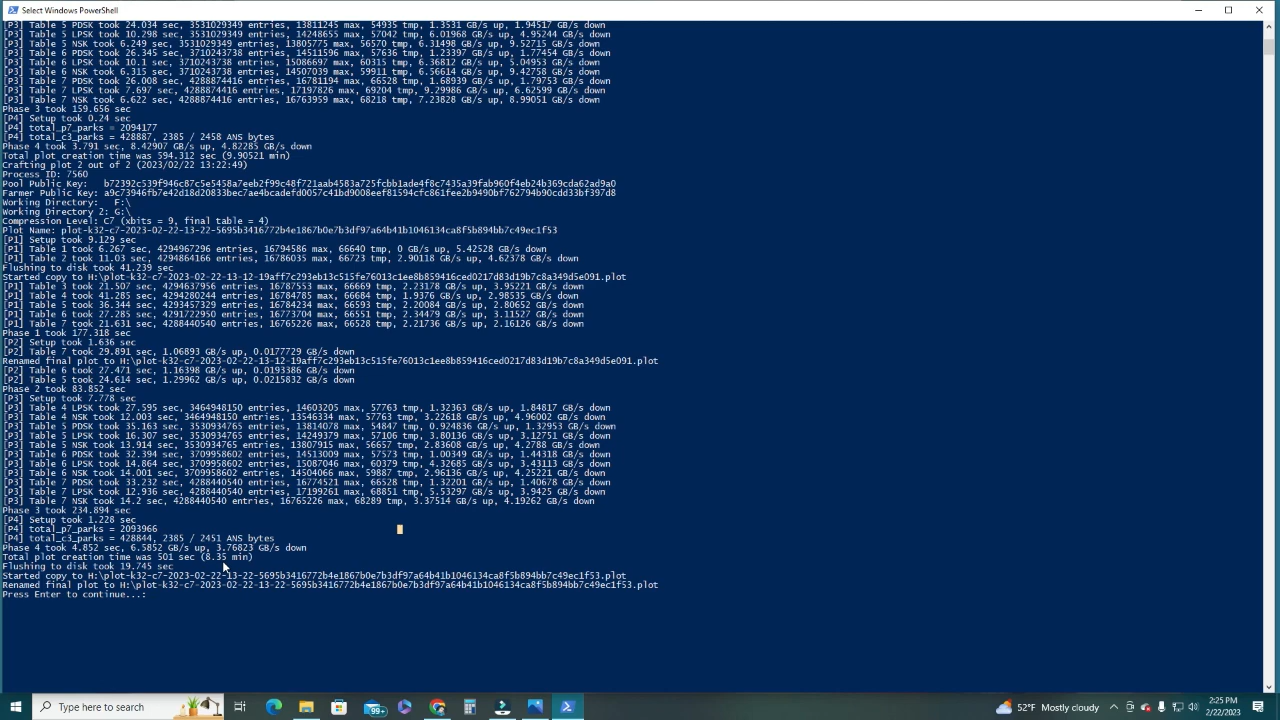 Select Windows PowerShell
[P3] Table 5 PDSK took 24.034 sec, 3531029349 entries, 13811245 max, 54935 tmp, 1.3531 GB/s up, 1.94517 GB/s down
[P3] Table 5 LPSK took 10.298 sec, 3531029349 entries, 14248655 max, 57042 tmp, 6.01968 GB/s up, 4.95245 GB/s down
[P3] Table 5 NSK took 6.249 sec, 3531029349 entries, 13805775 max, 56570 tmp, 6.31498 GB/s up, 9.52715 GB/s down
[P3] Table 6 PDSK took 26.345 sec, 3710243738 entries, 14511596 max, 57636 tmp, 1.23397 GB/s up, 1.77454 GB/s down
[P3] Table 6 LPSK took 10.1 sec, 3710243738 entries, 15086697 max, 60315 tmp, 6.36812 GB/s up, 5.04953 GB/s down
[P3] Table 6 NSK took 6.315 sec, 3710243738 entries, 14507039 max, 59911 tmp, 6.56614 GB/s up, 9.42758 GB/s down
[P3] Table 7 PDSK took 26.008 sec, 4288874416 entries, 16781194 max, 66528 tmp, 1.68939 GB/s up, 1.79753 GB/s down
[P3] Table 7 LPSK took 7.697 sec, 4288874416 entries, 17197826 max, 69204 tmp, 9.29986 GB/s up, 6.62599 GB/s down
[P3] Table 7 NSK took 6.622 sec, 4288874416 entries, 16763959 max, 68218 tmp, 7.23828 GB/s up, 8.99051 GB/s down
Phase 3 took 159.656 sec
[P4] Setup took 0.24 sec
[P4] total_p7_parks = 2094177
[P4] total_c3_parks = 428887, 2385 / 2458 ANS bytes
Phase 4 took 3.791 sec, 8.42907 GB/s up, 4.82285 GB/s down
Total plot creation time was 594.312 sec (9.90521 min)
Crafting plot 2 out of 2 (2023/02/22 13:22:49)
Process ID: 7560
Pool Public Key:   b72392c539f946c87c5e5458a7eeb2f99c48f721aab4583a725fcbb1ade4f8c7435a39fab960f4eb24b369cda62ad9a0
Farmer Public Key: a9c73946fb7e42d18d20833bec7ae4bcadefd0057c41bd9008eef81594cfc861fee2b9490bf762794b90cdd33bf397d8
Working Directory:   F:\
Working Directory 2: G:\
Compression Level: C7 (xbits = 9, final table = 4)
Plot Name: plot-k32-c7-2023-02-22-13-22-5695b3416772b4e1867b0e7b3df97a64b41b1046134ca8f5b894bb7c49ec1f53
[P1] Setup took 9.129 sec
[P1] Table 1 took 6.267 sec, 4294967296 entries, 16794586 max, 66640 tmp, 0 GB/s up, 5.42528 GB/s down
[P1] Table 2 took 11.03 sec, 4294864166 entries, 16786035 max, 66723 tmp, 2.90118 GB/s up, 4.62378 GB/s down
Flushing to disk took 41.239 sec
Started copy to H:\plot-k32-c7-2023-02-22-13-12-19aff7c293eb13c515fe76013c1ee8b859416ced0217d83d19b7c8a349d5e091.plot
[P1] Table 3 took 21.507 sec, 4294637956 entries, 16787553 max, 66669 tmp, 2.23178 GB/s up, 3.95221 GB/s down
[P1] Table 4 took 41.285 sec, 4294280244 entries, 16784785 max, 66684 tmp, 1.9376 GB/s up, 2.98535 GB/s down
[P1] Table 5 took 36.344 sec, 4293457329 entries, 16784234 max, 66593 tmp, 2.20084 GB/s up, 2.80652 GB/s down
[P1] Table 6 took 27.285 sec, 4291722950 entries, 16773704 max, 66551 tmp, 2.34479 GB/s up, 3.11527 GB/s down
[P1] Table 7 took 21.631 sec, 4288440540 entries, 16765226 max, 66528 tmp, 2.21736 GB/s up, 2.16126 GB/s down
Phase 1 took 177.318 sec
[P2] Setup took 1.636 sec
[P2] Table 7 took 29.891 sec, 1.06893 GB/s up, 0.0177729 GB/s down
Renamed final plot to H:\plot-k32-c7-2023-02-22-13-12-19aff7c293eb13c515fe76013c1ee8b859416ced0217d83d19b7c8a349d5e091.plot
[P2] Table 6 took 27.471 sec, 1.16398 GB/s up, 0.0193386 GB/s down
[P2] Table 5 took 24.614 sec, 1.29962 GB/s up, 0.0215832 GB/s down
Phase 2 took 83.852 sec
[P3] Setup took 7.778 sec
[P3] Table 4 LPSK took 27.595 sec, 3464948150 entries, 14603205 max, 57763 tmp, 1.32363 GB/s up, 1.84817 GB/s down
[P3] Table 4 NSK took 12.003 sec, 3464948150 entries, 13546334 max, 57763 tmp, 3.22618 GB/s up, 4.96002 GB/s down
[P3] Table 5 PDSK took 35.163 sec, 3530934765 entries, 13814078 max, 54847 tmp, 0.924836 GB/s up, 1.32953 GB/s down
[P3] Table 5 LPSK took 16.307 sec, 3530934765 entries, 14249379 max, 57106 tmp, 3.80136 GB/s up, 3.12751 GB/s down
[P3] Table 5 NSK took 13.914 sec, 3530934765 entries, 13807915 max, 56657 tmp, 2.83608 GB/s up, 4.2788 GB/s down
[P3] Table 6 PDSK took 32.394 sec, 3709958602 entries, 14513009 max, 57573 tmp, 1.00349 GB/s up, 1.44318 GB/s down
[P3] Table 6 LPSK took 14.864 sec, 3709958602 entries, 15087046 max, 60379 tmp, 4.32685 GB/s up, 3.43113 GB/s down
[P3] Table 6 NSK took 14.001 sec, 3709958602 entries, 14504066 max, 59887 tmp, 2.96136 GB/s up, 4.25221 GB/s down
[P3] Table 7 PDSK took 33.232 sec, 4288440540 entries, 16774521 max, 66528 tmp, 1.32201 GB/s up, 1.40678 GB/s down
[P3] Table 7 LPSK took 12.936 sec, 4288440540 entries, 17199261 max, 68851 tmp, 5.53297 GB/s up, 3.9425 GB/s down
[P3] Table 7 NSK took 14.2 sec, 4288440540 entries, 16765226 max, 68289 tmp, 3.37514 GB/s up, 4.19262 GB/s down
Phase 3 took 234.894 sec
[P4] Setup took 1.228 sec
[P4] total_p7_parks = 2093966
[P4] total_c3_parks = 428844, 2385 / 2451 ANS bytes
Phase 4 took 4.852 sec, 6.5852 GB/s up, 3.76823 GB/s down
Total plot creation time was 501 sec (8.35 min)
Flushing to disk took 19.745 sec
Started copy to H:\plot-k32-c7-2023-02-22-13-22-5695b3416772b4e1867b0e7b3df97a64b41b1046134ca8f5b894bb7c49ec1f53.plot
Renamed final plot to H:\plot-k32-c7-2023-02-22-13-22-5695b3416772b4e1867b0e7b3df97a64b41b1046134ca8f5b894bb7c49ec1f53.plot
Press Enter to continue...:
Type here to search
99+
52°F Mostly cloudy
2:25 PM
2/22/2023